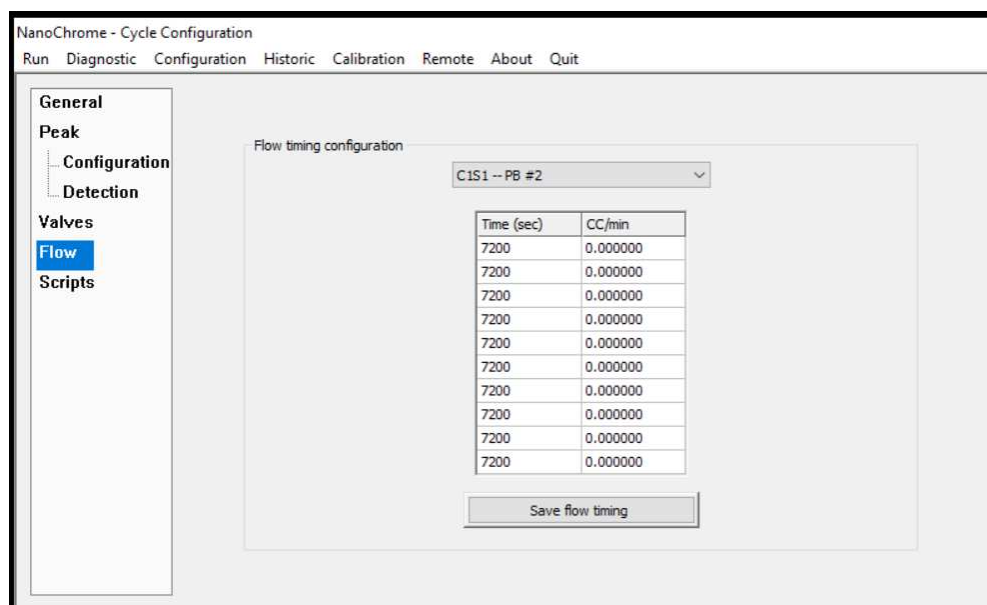 NanoChrome - Cycle Configuration
Run Diagnostic Configuration Historic Calibration Remote About Quit
General
Peak
Configuration
Detection
Valves
Flow
Scripts
Flow timing configuration
C1S1 -- PB #2
Time (sec) CC/min
7200 0.000000
7200 0.000000
7200 0.000000
7200 0.000000
7200 0.000000
7200 0.000000
7200 0.000000
7200 0.000000
7200 0.000000
7200 0.000000
Save flow timing